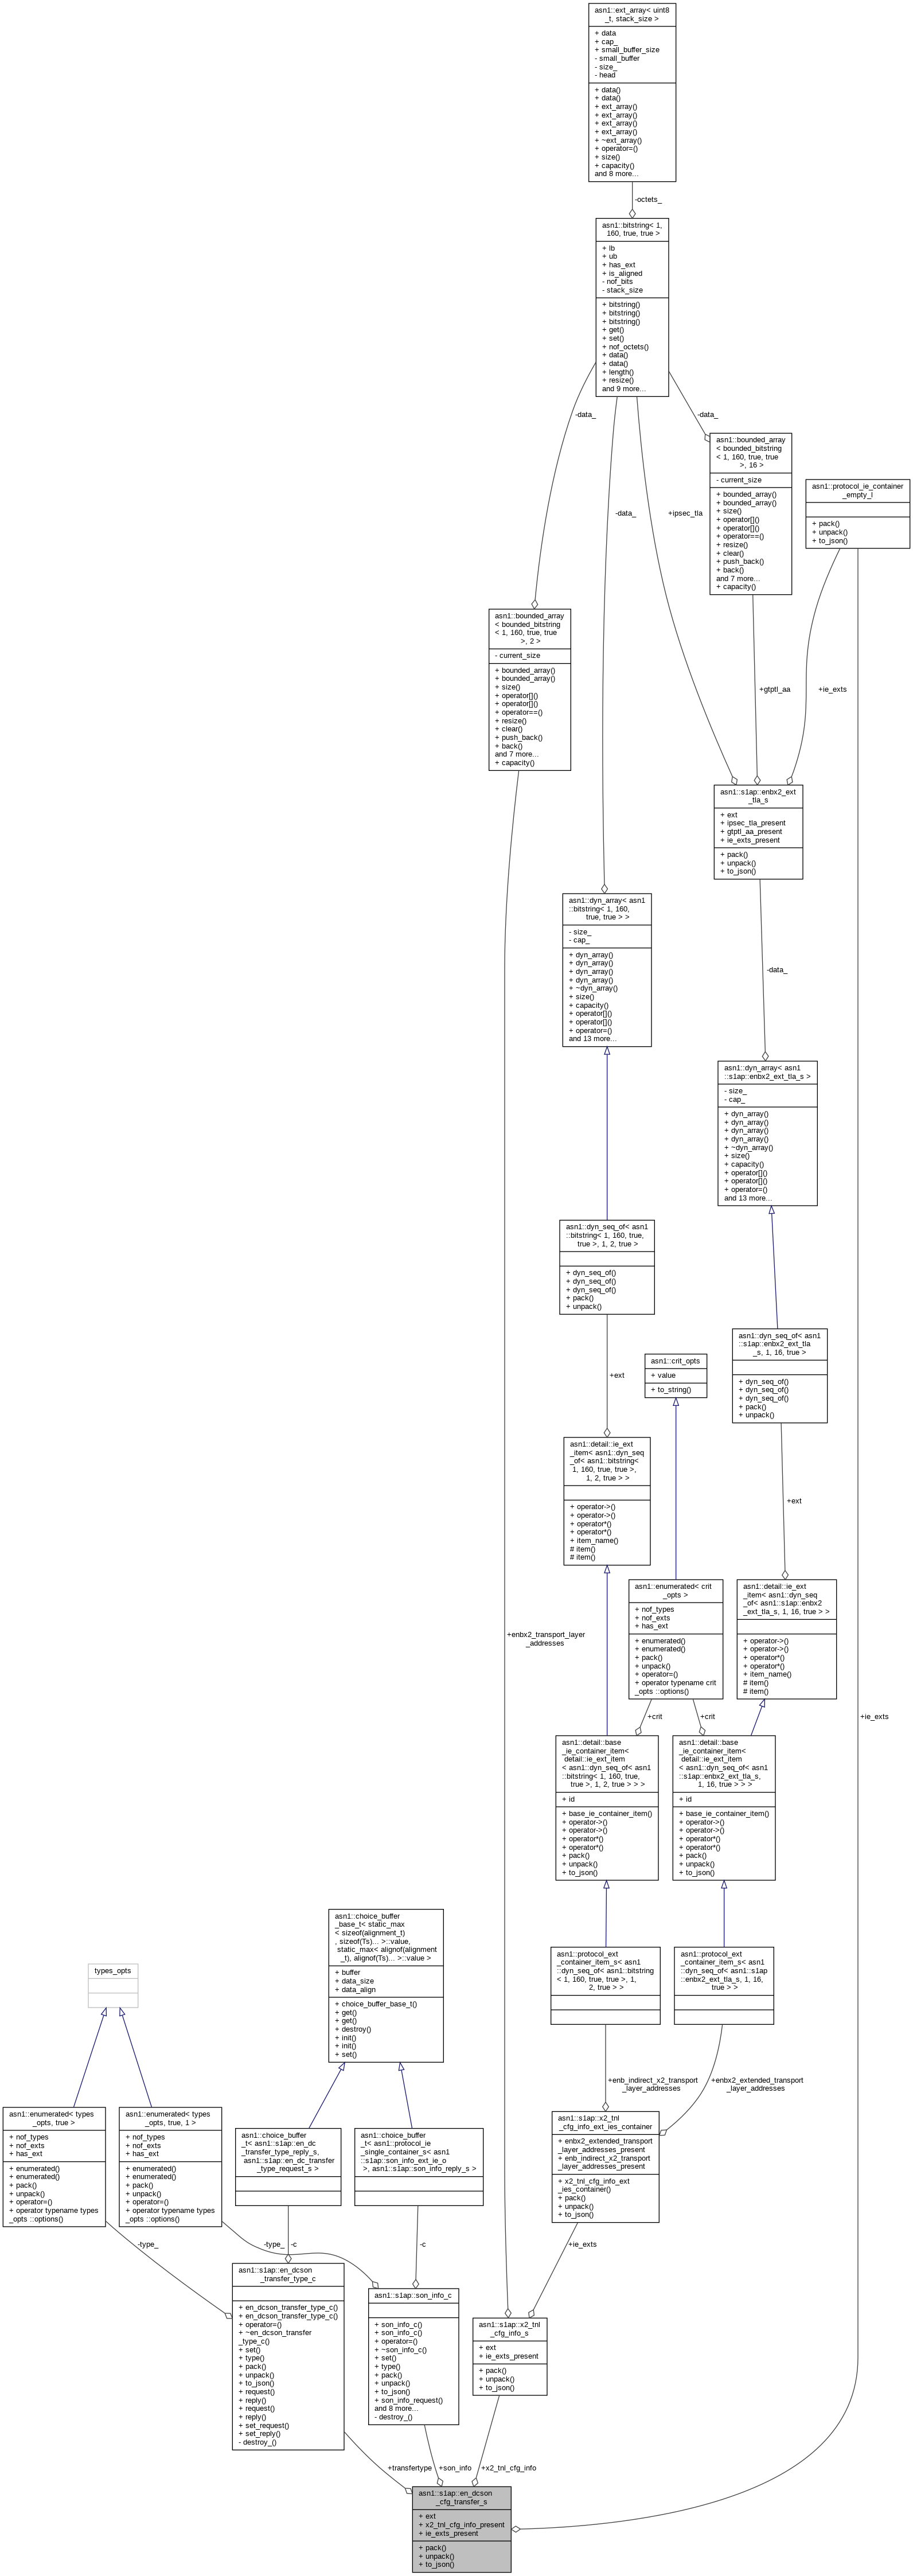 asn1::ext_array< uint8
_t, stack_size >
+ data
+ cap_
+ small_buffer_size
- small_buffer
- size_
- head
+ data()
+ data()
+ ext_array()
+ ext_array()
+ ext_array()
+ ext_array()
+ ~ext_array()
+ operator=()
+ size()
+ capacity()
and 8 more...
-octets_
asn1::bitstring< 1,
160, true, true >
+ lb
+ ub
+ has_ext
+ is_aligned
- nof_bits
- stack_size
+ bitstring()
+ bitstring()
+ bitstring()
+ get()
+ set()
+ nof_octets()
+ data()
+ data()
+ length()
+ resize()
and 9 more...
-data_
-data_
+ipsec_tla
-data_
asn1::bounded_array
< bounded_bitstring
< 1, 160, true, true
>, 16 >
- current_size
+ bounded_array()
+ bounded_array()
+ size()
+ operator[]()
+ operator[]()
+ operator==()
+ resize()
+ clear()
+ push_back()
+ back()
and 7 more...
+ capacity()
asn1::protocol_ie_container
_empty_l
+ pack()
+ unpack()
+ to_json()
asn1::bounded_array
< bounded_bitstring
< 1, 160, true, true
>, 2 >
- current_size
+ bounded_array()
+ bounded_array()
+ size()
+ operator[]()
+ operator[]()
+ operator==()
+ resize()
+ clear()
+ push_back()
+ back()
and 7 more...
+ capacity()
+gtptl_aa
+ie_exts
asn1::s1ap::enbx2_ext
_tla_s
+ ext
+ ipsec_tla_present
+ gtptl_aa_present
+ ie_exts_present
+ pack()
+ unpack()
+ to_json()
asn1::dyn_array< asn1
::bitstring< 1, 160,
true, true > >
- size_
- cap_
+ dyn_array()
+ dyn_array()
+ dyn_array()
+ dyn_array()
+ ~dyn_array()
+ size()
+ capacity()
+ operator[]()
+ operator[]()
+ operator=()
and 13 more...
-data_
asn1::dyn_array< asn1
::s1ap::enbx2_ext_tla_s >
- size_
- cap_
+ dyn_array()
+ dyn_array()
+ dyn_array()
+ dyn_array()
+ ~dyn_array()
+ size()
+ capacity()
+ operator[]()
+ operator[]()
+ operator=()
and 13 more...
asn1::dyn_seq_of< asn1
::bitstring< 1, 160, true,
true >, 1, 2, true >
+ dyn_seq_of()
+ dyn_seq_of()
+ dyn_seq_of()
+ pack()
+ unpack()
asn1::dyn_seq_of< asn1
::s1ap::enbx2_ext_tla
_s, 1, 16, true >
+ dyn_seq_of()
+ dyn_seq_of()
+ dyn_seq_of()
+ pack()
+ unpack()
asn1::crit_opts
+ value
+ to_string()
+ext
+ext
asn1::detail::ie_ext
_item< asn1::dyn_seq
_of< asn1::bitstring<
1, 160, true, true >,
1, 2, true > >
+ operator->()
+ operator->()
+ operator*()
+ operator*()
+ item_name()
# item()
# item()
asn1::enumerated< crit
_opts >
+ nof_types
+ nof_exts
+ has_ext
+ enumerated()
+ enumerated()
+ pack()
+ unpack()
+ operator=()
+ operator typename crit
_opts ::options()
asn1::detail::ie_ext
_item< asn1::dyn_seq
_of< asn1::s1ap::enbx2
_ext_tla_s, 1, 16, true > >
+ operator->()
+ operator->()
+ operator*()
+ operator*()
+ item_name()
# item()
# item()
+enbx2_transport_layer
_addresses
+crit
+crit
+ie_exts
asn1::detail::base
_ie_container_item<
detail::ie_ext_item
< asn1::dyn_seq_of< asn1
::bitstring< 1, 160, true,
true >, 1, 2, true > > >
+ id
+ base_ie_container_item()
+ operator->()
+ operator->()
+ operator*()
+ operator*()
+ pack()
+ unpack()
+ to_json()
asn1::detail::base
_ie_container_item<
detail::ie_ext_item
< asn1::dyn_seq_of< asn1
::s1ap::enbx2_ext_tla_s,
1, 16, true > > >
+ id
+ base_ie_container_item()
+ operator->()
+ operator->()
+ operator*()
+ operator*()
+ pack()
+ unpack()
+ to_json()
asn1::choice_buffer
_base_t< static_max
< sizeof(alignment_t)
, sizeof(Ts)... >::value,
static_max< alignof(alignment
_t), alignof(Ts)... >::value >
+ buffer
+ data_size
+ data_align
+ choice_buffer_base_t()
+ get()
+ get()
+ destroy()
+ init()
+ init()
+ set()
asn1::protocol_ext
_container_item_s< asn1
::dyn_seq_of< asn1::bitstring
< 1, 160, true, true >, 1,
2, true > >
asn1::protocol_ext
_container_item_s< asn1
::dyn_seq_of< asn1::s1ap
::enbx2_ext_tla_s, 1, 16,
true > >
types_opts
+enb_indirect_x2_transport
_layer_addresses
+enbx2_extended_transport
_layer_addresses
asn1::enumerated< types
_opts, true >
+ nof_types
+ nof_exts
+ has_ext
+ enumerated()
+ enumerated()
+ pack()
+ unpack()
+ operator=()
+ operator typename types
_opts ::options()
asn1::enumerated< types
_opts, true, 1 >
+ nof_types
+ nof_exts
+ has_ext
+ enumerated()
+ enumerated()
+ pack()
+ unpack()
+ operator=()
+ operator typename types
_opts ::options()
asn1::choice_buffer
_t< asn1::s1ap::en_dc
_transfer_type_reply_s,
asn1::s1ap::en_dc_transfer
_type_request_s >
asn1::choice_buffer
_t< asn1::protocol_ie
_single_container_s< asn1
::s1ap::son_info_ext_ie_o
>, asn1::s1ap::son_info_reply_s >
asn1::s1ap::x2_tnl
_cfg_info_ext_ies_container
+ enbx2_extended_transport
_layer_addresses_present
+ enb_indirect_x2_transport
_layer_addresses_present
+ x2_tnl_cfg_info_ext
_ies_container()
+ pack()
+ unpack()
+ to_json()
-type_
-type_
-c
-c
+ie_exts
asn1::s1ap::en_dcson
_transfer_type_c
+ en_dcson_transfer_type_c()
+ en_dcson_transfer_type_c()
+ operator=()
+ ~en_dcson_transfer
_type_c()
+ set()
+ type()
+ pack()
+ unpack()
+ to_json()
+ request()
+ reply()
+ request()
+ reply()
+ set_request()
+ set_reply()
- destroy_()
asn1::s1ap::son_info_c
+ son_info_c()
+ son_info_c()
+ operator=()
+ ~son_info_c()
+ set()
+ type()
+ pack()
+ unpack()
+ to_json()
+ son_info_request()
and 8 more...
- destroy_()
asn1::s1ap::x2_tnl
_cfg_info_s
+ ext
+ ie_exts_present
+ pack()
+ unpack()
+ to_json()
+transfertype
+son_info
+x2_tnl_cfg_info
asn1::s1ap::en_dcson
_cfg_transfer_s
+ ext
+ x2_tnl_cfg_info_present
+ ie_exts_present
+ pack()
+ unpack()
+ to_json()